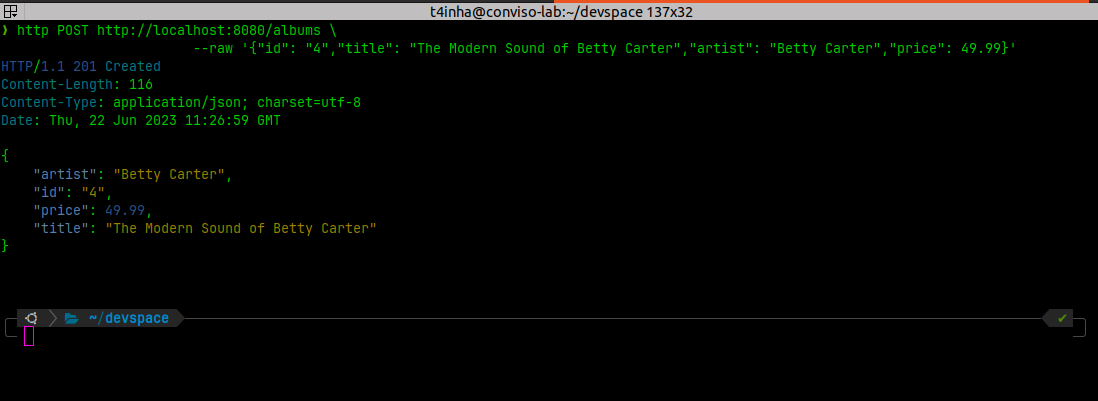 t4inha@conviso-lab:~/devspace 137x32
❯ http POST http://localhost:8080/albums \
--raw '{"id": "4","title": "The Modern Sound of Betty Carter","artist": "Betty Carter","price": 49.99}'
HTTP/1.1 201 Created
Content-Length: 116
Content-Type: application/json; charset=utf-8
Date: Thu, 22 Jun 2023 11:26:59 GMT
{
"artist": "Betty Carter",
"id": "4",
"price": 49.99,
"title": "The Modern Sound of Betty Carter"
}
~/devspace ✔